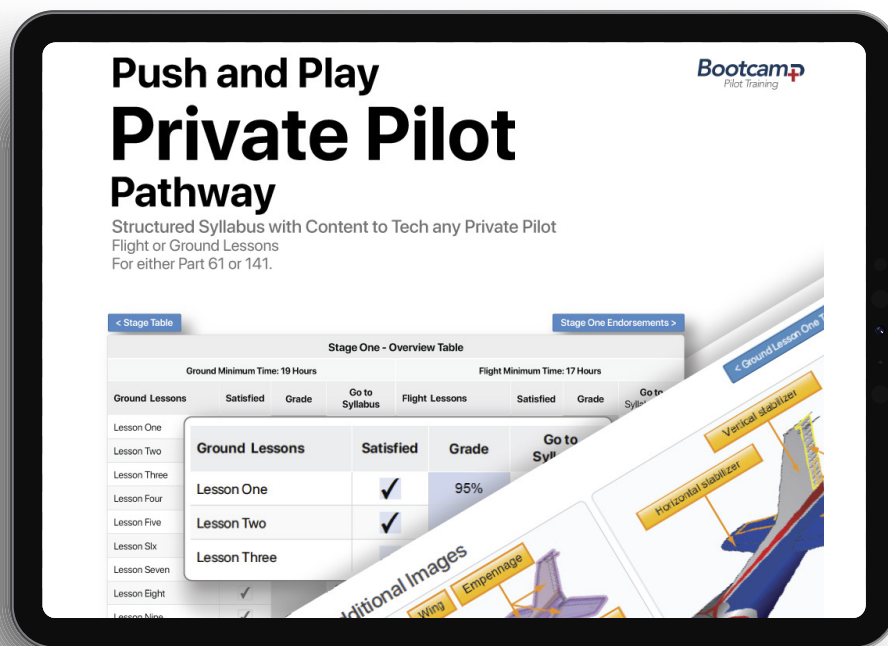 Push and Play
Bootcamp
Pilot Training
Private Pilot
Pathway
Structured Syllabus with Content to Tech any Private Pilot
Flight or Ground Lessons
For either Part 61 or 141.
< Stage Table
Stage One Endorsements >
Stage One - Overview Table
Ground Minimum Time: 19 Hours
Flight Minimum Time: 17 Hours
Ground Lessons Satisfied Grade Go to Syllabus Flight Lessons Satisfied Grade Go to
Lesson One
Lesson Two
Lesson Three
Lesson Four
Lesson Five
Lesson SIx
Lesson Seven
Lesson Eight ✓
Lesson Nine ✓
Ground Lessons Satisfied Grade Go to
Lesson One ✓ 95%
Lesson Two ✓
Lesson Three
< Ground Lesson One
Vertical stabilizer
Horizontal stabilizer
Images
Empennage
Wing